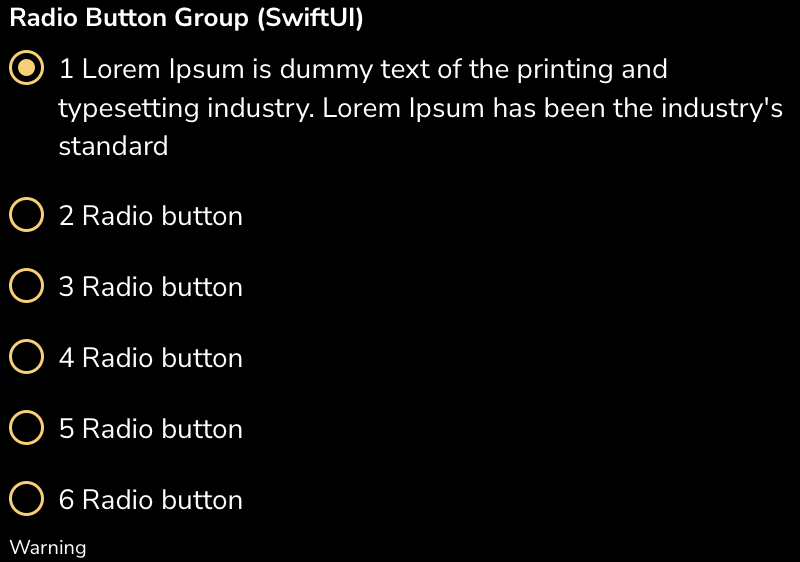 Radio Button Group (SwiftUI)
1 Lorem Ipsum is dummy text of the printing and
typesetting industry. Lorem Ipsum has been the industry's
standard
2 Radio button
3 Radio button
4 Radio button
5 Radio button
6 Radio button
Warning